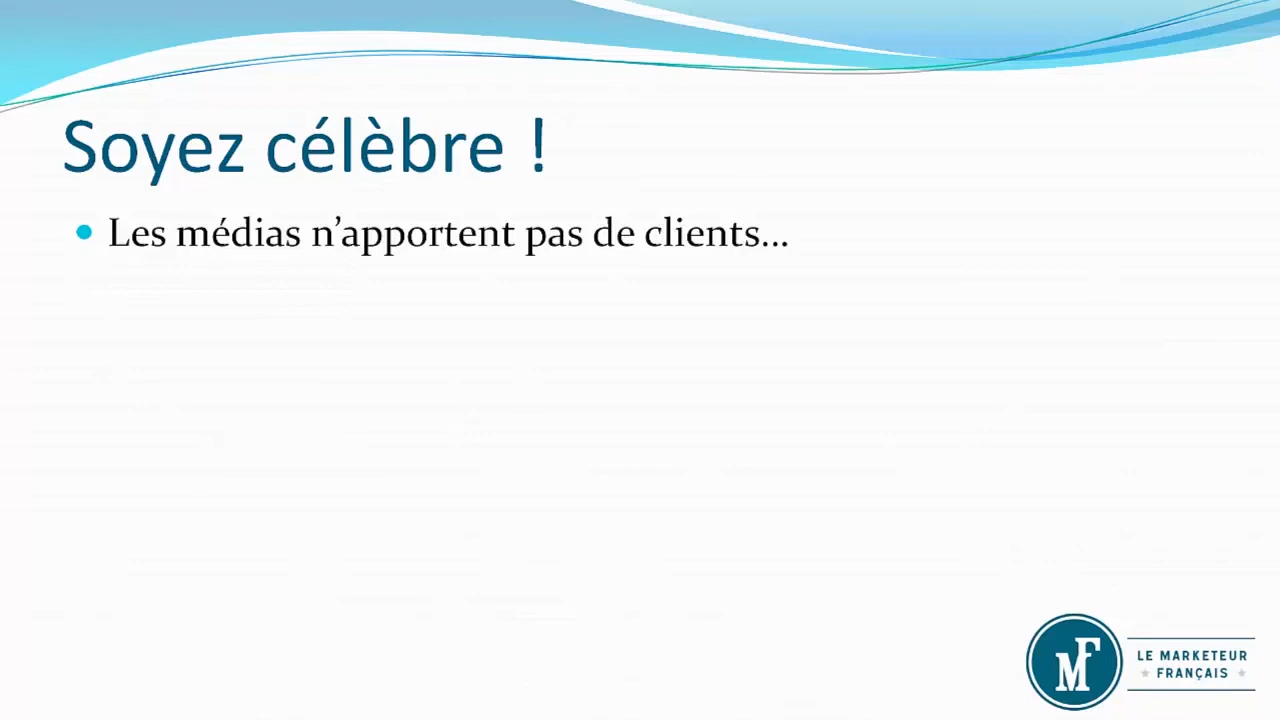 Soyez célèbre !
• Les médias n’apportent pas de clients...
MF
LE MARKETEUR
FRANÇAIS